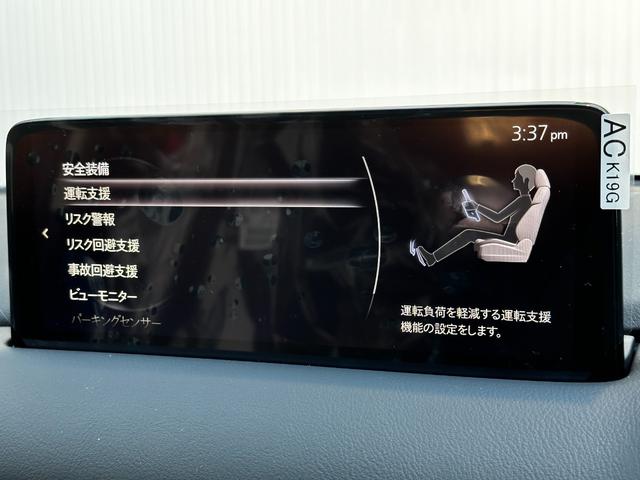 3:37 pm
AC K19G
安全装備
運転支援
リスク警報
リスク回避支援
事故回避支援
ビューモニター
パーキングセンサー
運転負荷を軽減する運転支援
機能の設定をします。